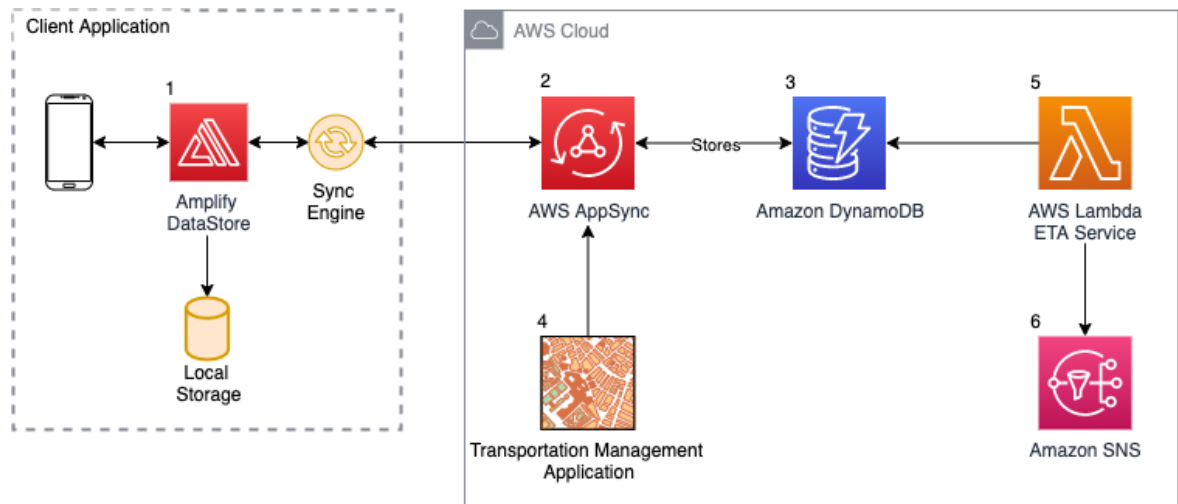 Client Application
AWS Cloud
1
2
3
5
Stores
Amplify
DataStore
Sync
Engine
AWS AppSync
Amazon DynamoDB
AWS Lambda
ETA Service
4
6
Local
Storage
Transportation Management
Application
Amazon SNS